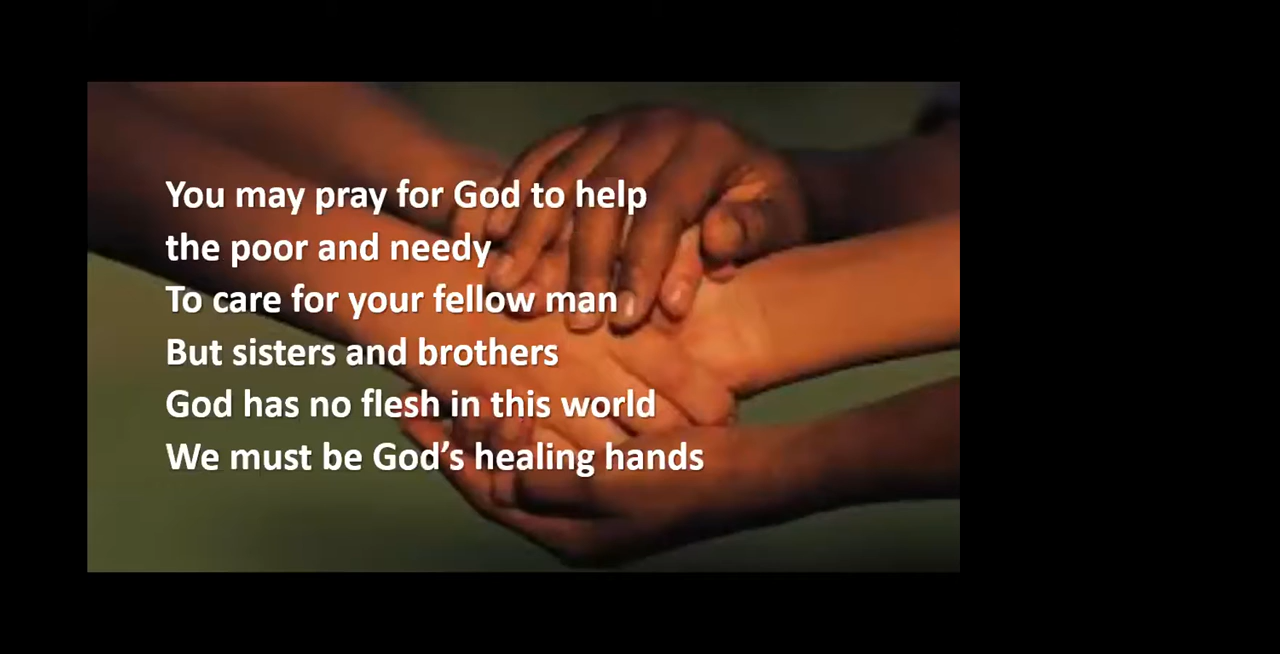 You may pray for God to help
the poor and needy
To care for your fellow man
But sisters and brothers
God has no flesh in this world
We must be God’s healing hands